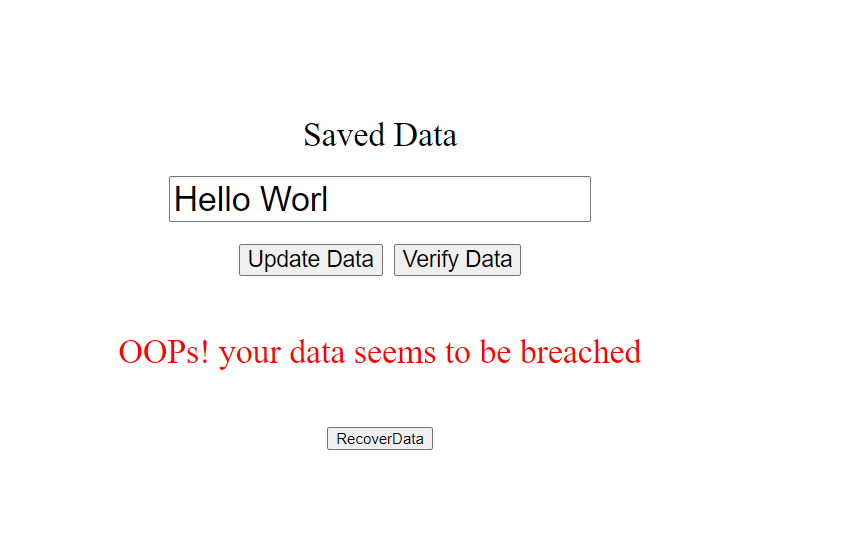 Saved Data
Hello Worl
Update Data Verify Data
OOPs! your data seems to be breached
RecoverData